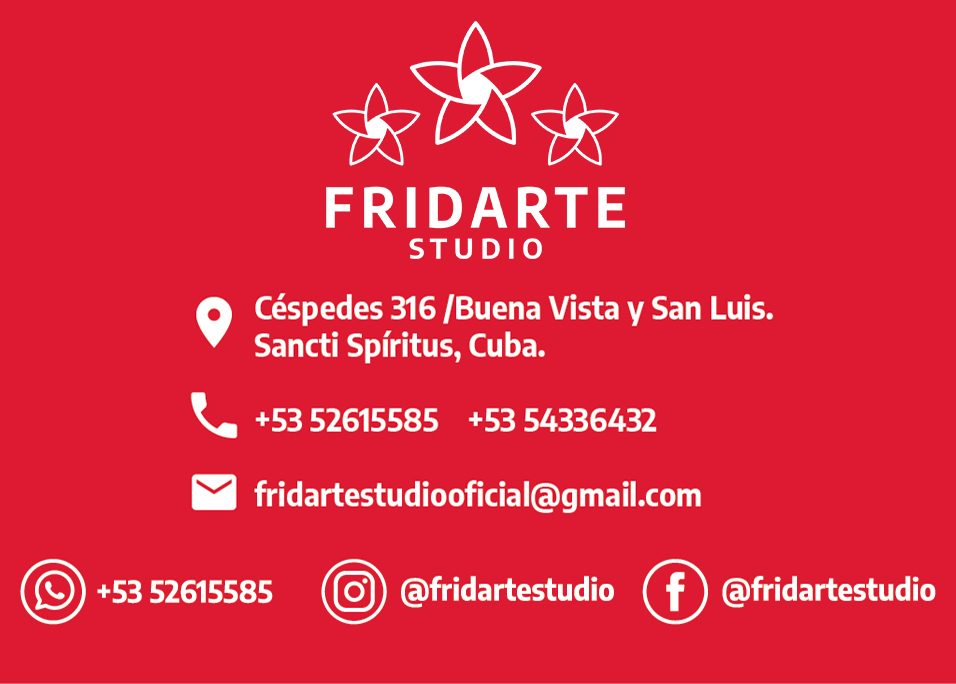 FRIDARTE
STUDIO
Céspedes 316 /Buena Vista y San Luis.
Sancti Spíritus, Cuba.
+53 52615585 +53 54336432
fridartestudiooficial@gmail.com
+53 52615585 @fridartestudio @fridartestudio